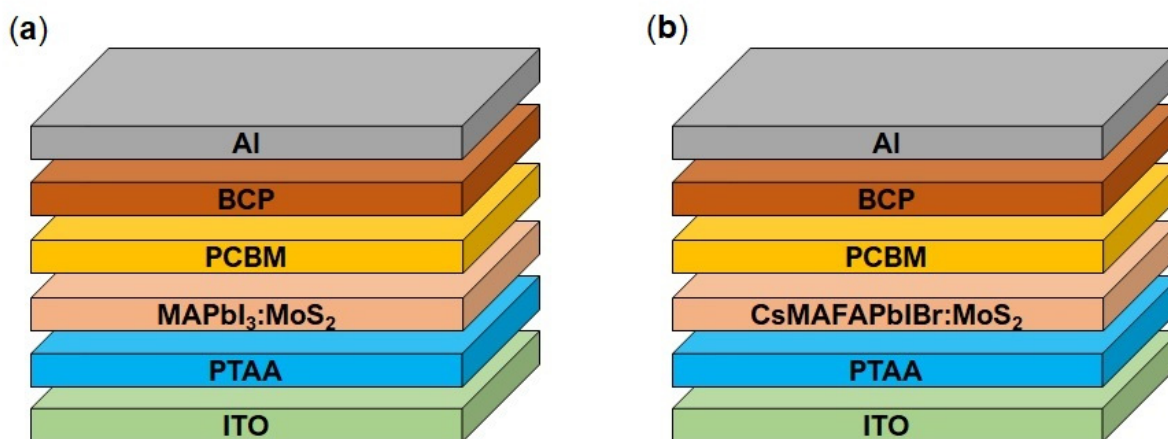 (a)
Al
BCP
PCBM
MAPbI₃:MoS₂
PTAA
ITO
(b)
Al
BCP
PCBM
CsMAFAPbIBr:MoS₂
PTAA
ITO